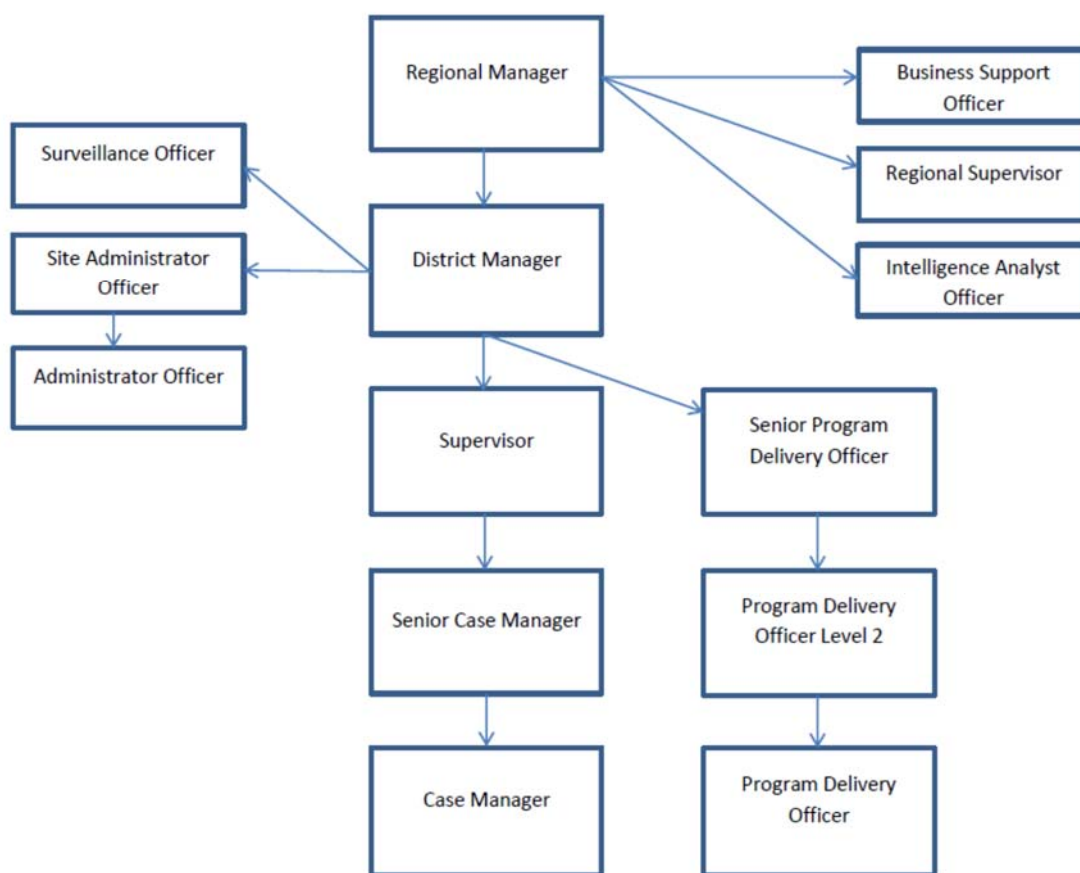 Regional Manager
Business Support
Officer
Surveillance Officer
Regional Supervisor
Site Administrator
Officer
District Manager
Intelligence Analyst
Officer
Administrator Officer
Supervisor
Senior Program
Delivery Officer
Senior Case Manager
Program Delivery
Officer Level 2
Case Manager
Program Delivery
Officer